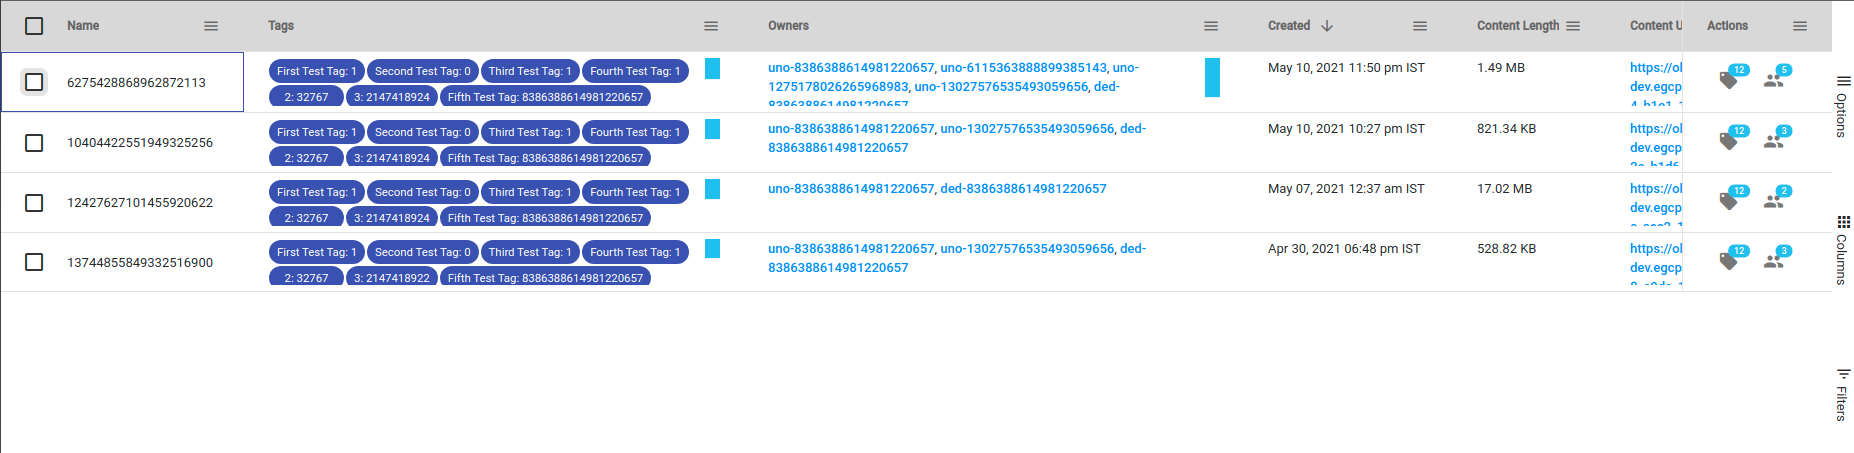 Name Tags Owners Created Content Length Content U Actions
6275428868962872113 First Test Tag: 1 Second Test Tag: 0 Third Test Tag: 1 Fourth Test Tag: 1 uno-8386388614981220657, uno-6115363888899385143, uno- May 10, 2021 11:50 pm IST 1.49 MB https://ol 12 5
2: 32767 3: 2147418924 Fifth Test Tag: 8386388614981220657 1275178026265968983, uno-13027576535493059656, ded- dev.egcp
8386388614981220657
10404422551949325256 First Test Tag: 1 Second Test Tag: 0 Third Test Tag: 1 Fourth Test Tag: 1 uno-8386388614981220657, uno-13027576535493059656, ded- May 10, 2021 10:27 pm IST 821.34 KB https://ol 12 3
2: 32767 3: 2147418924 Fifth Test Tag: 8386388614981220657 8386388614981220657 dev.egcp
12427627101455920622 First Test Tag: 1 Second Test Tag: 0 Third Test Tag: 1 Fourth Test Tag: 1 uno-8386388614981220657, ded-8386388614981220657 May 07, 2021 12:37 am IST 17.02 MB https://ol 12 2
2: 32767 3: 2147418924 Fifth Test Tag: 8386388614981220657 dev.egcp
13744855849332516900 First Test Tag: 1 Second Test Tag: 0 Third Test Tag: 1 Fourth Test Tag: 1 uno-8386388614981220657, uno-13027576535493059656, ded- Apr 30, 2021 06:48 pm IST 528.82 KB https://ol 12 3
2: 32767 3: 2147418922 Fifth Test Tag: 8386388614981220657 8386388614981220657 dev.egcp
Options
Columns
Filters